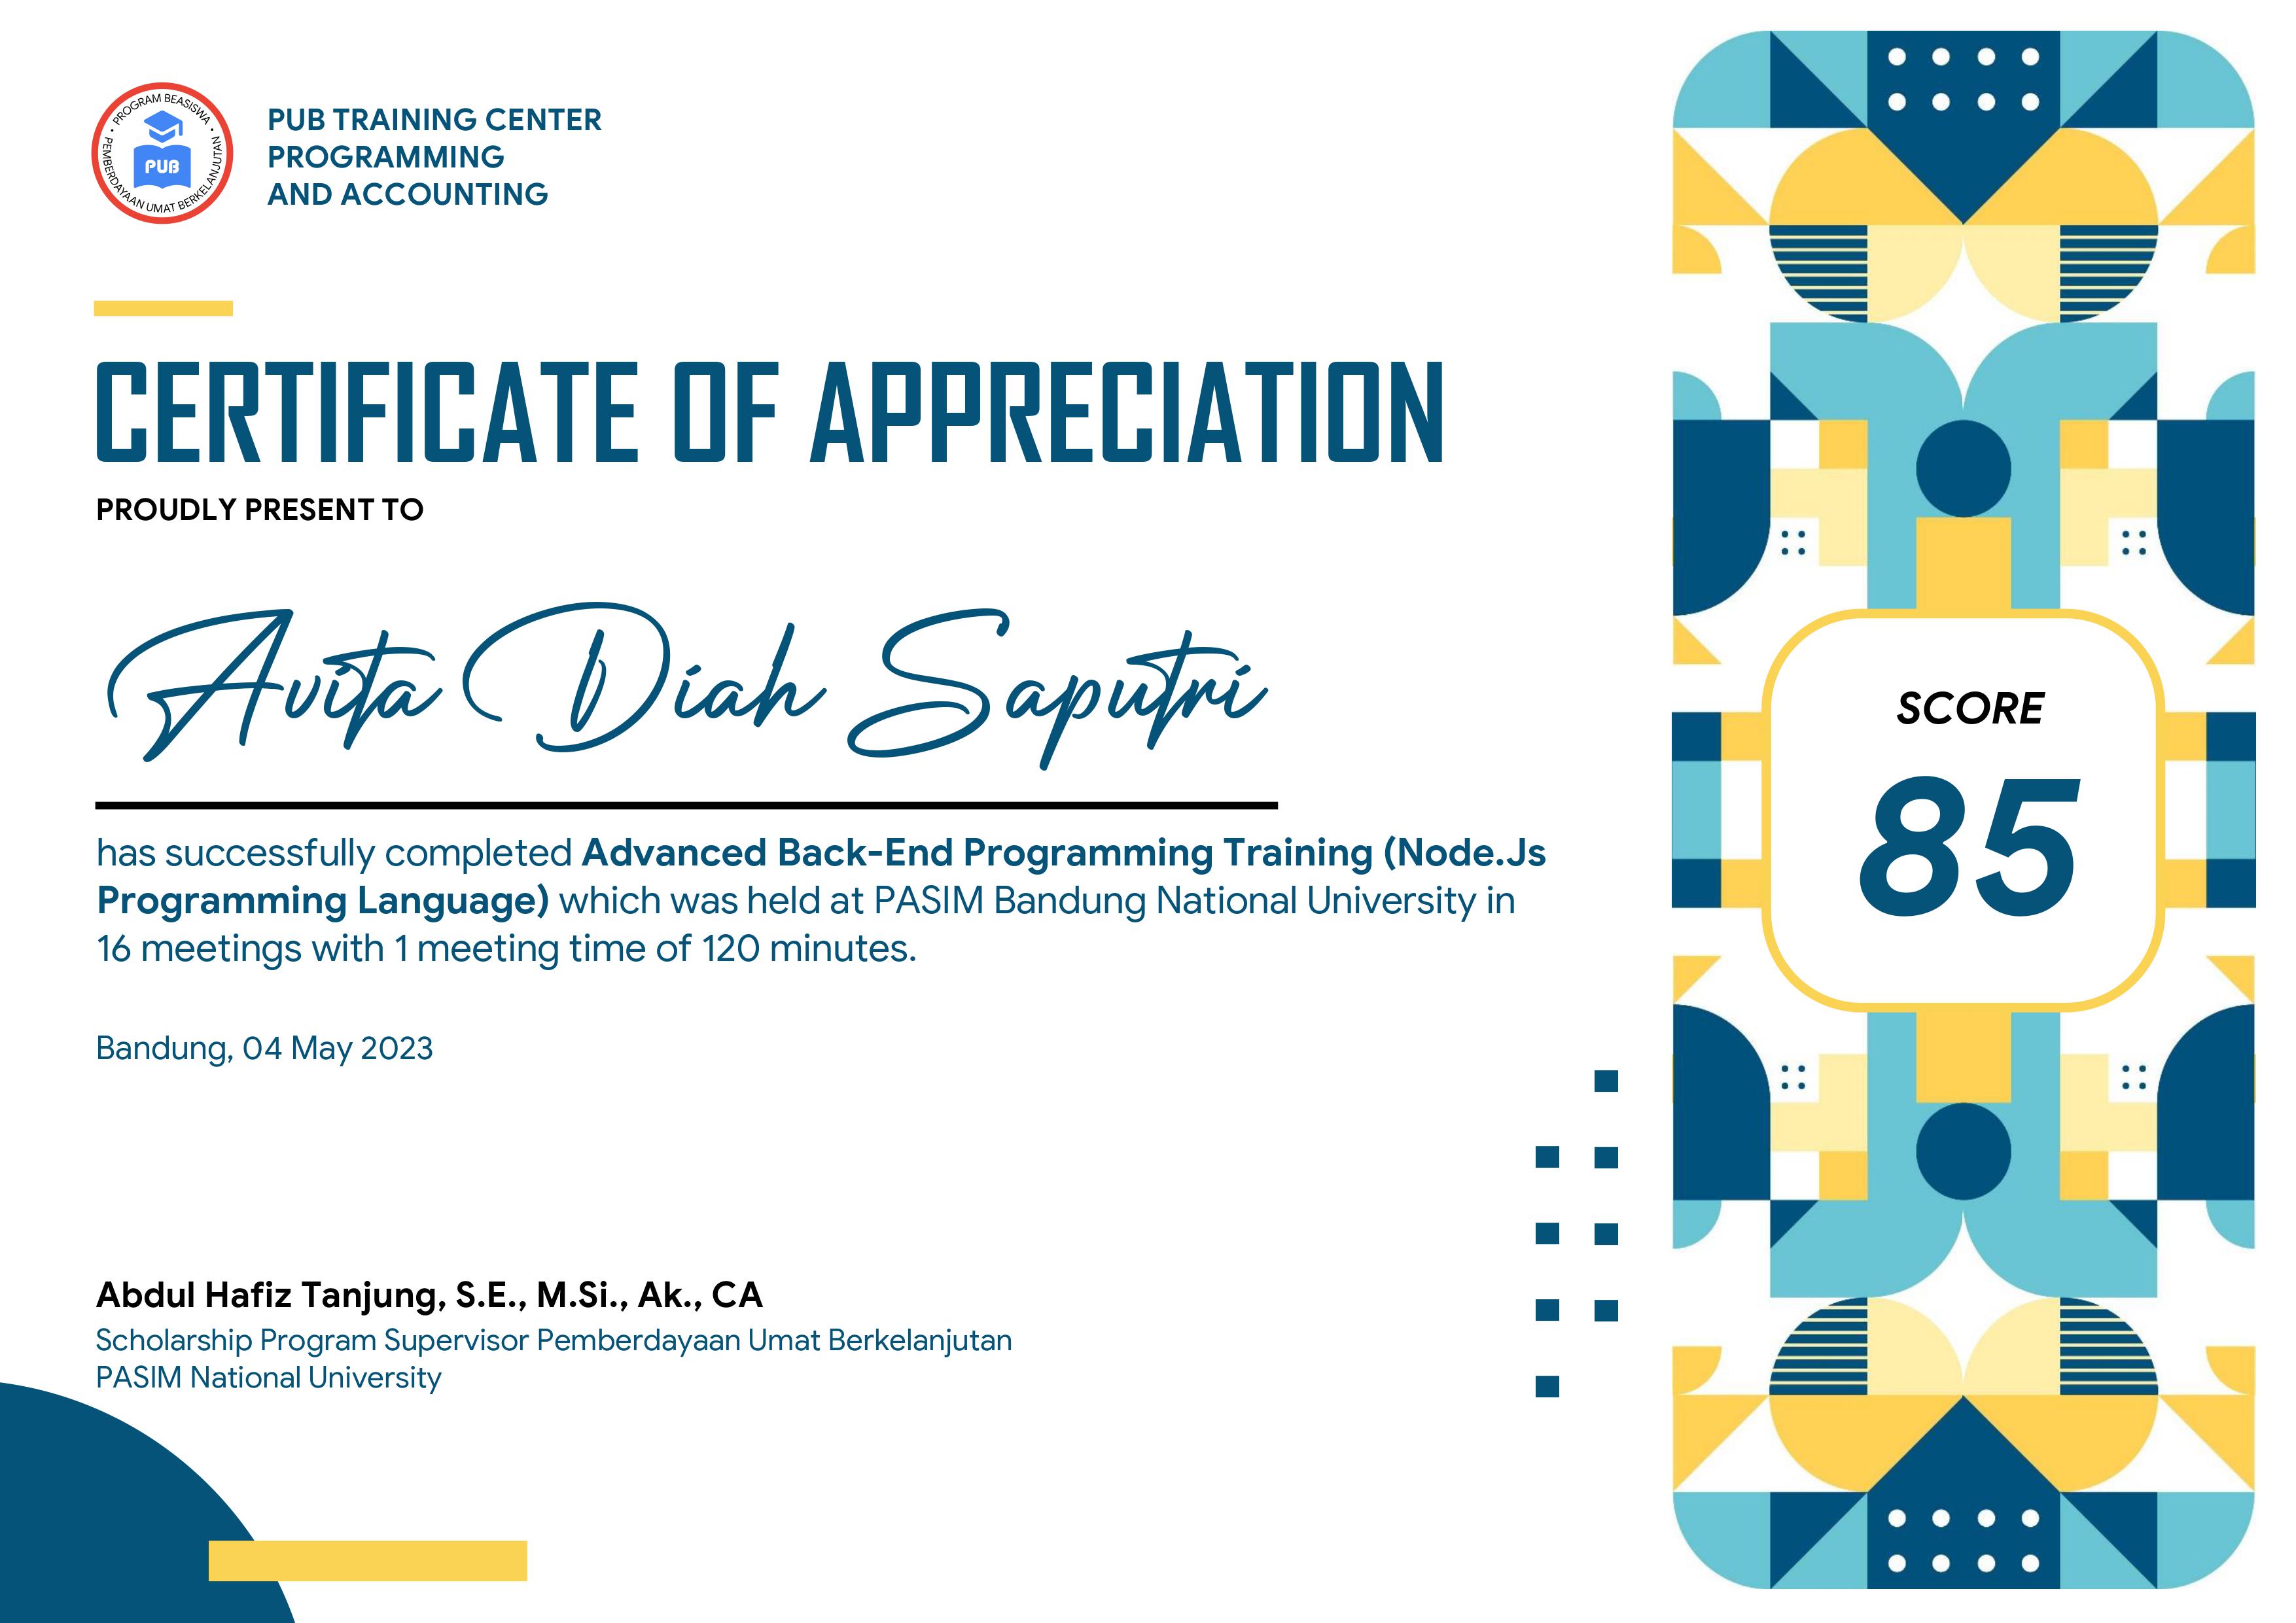 PROGRAM BEASISWA
PEMBERDAYAAN UMAT BERKELANJUTAN
PUB
PUB TRAINING CENTER
PROGRAMMING
AND ACCOUNTING
CERTIFICATE OF APPRECIATION
PROUDLY PRESENT TO
Avita Diah Saputri
has successfully completed Advanced Back-End Programming Training (Node.Js
Programming Language) which was held at PASIM Bandung National University in
16 meetings with 1 meeting time of 120 minutes.
Bandung, 04 May 2023
Abdul Hafiz Tanjung, S.E., M.Si., Ak., CA
Scholarship Program Supervisor Pemberdayaan Umat Berkelanjutan
PASIM National University
SCORE
85